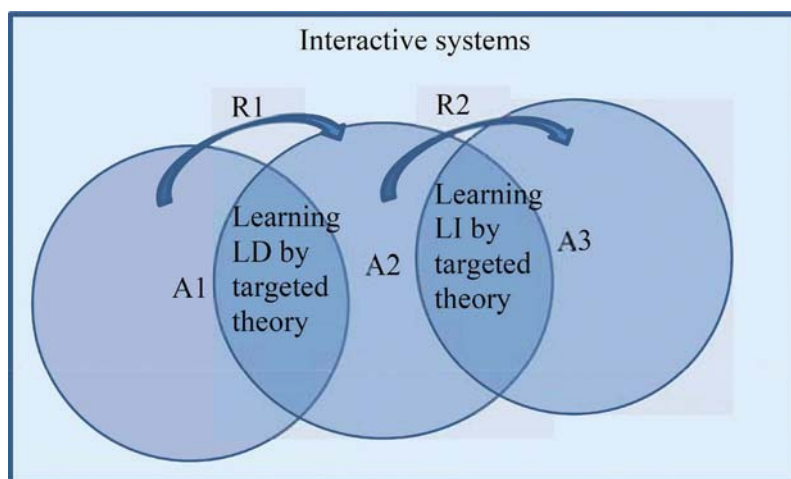 Interactive systems
R1
R2
Learning
LD by
targeted
theory
Learning
LI by
targeted
theory
A1
A2
A3